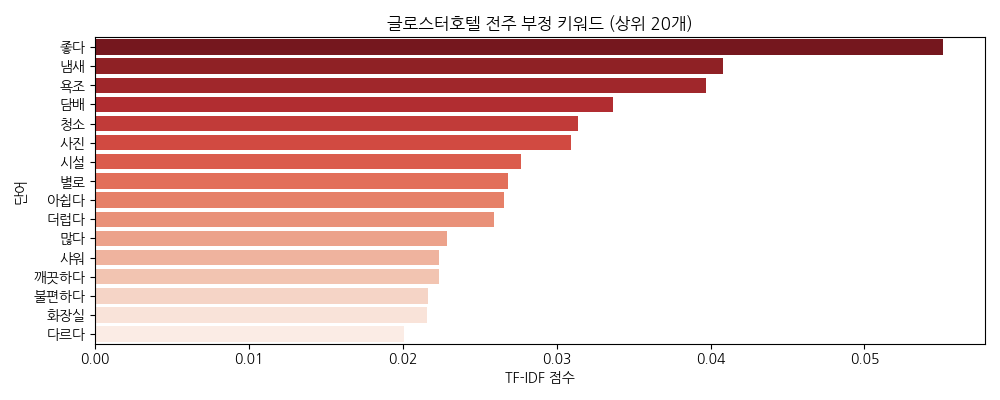 글로스터호텔 전주 부정 키워드 (상위 20개)
단어
좋다
냄새
욕조
담배
청소
사진
시설
별로
아쉽다
더럽다
많다
샤워
깨끗하다
불편하다
화장실
다르다
0.00 0.01 0.02 0.03 0.04 0.05
TF-IDF 점수